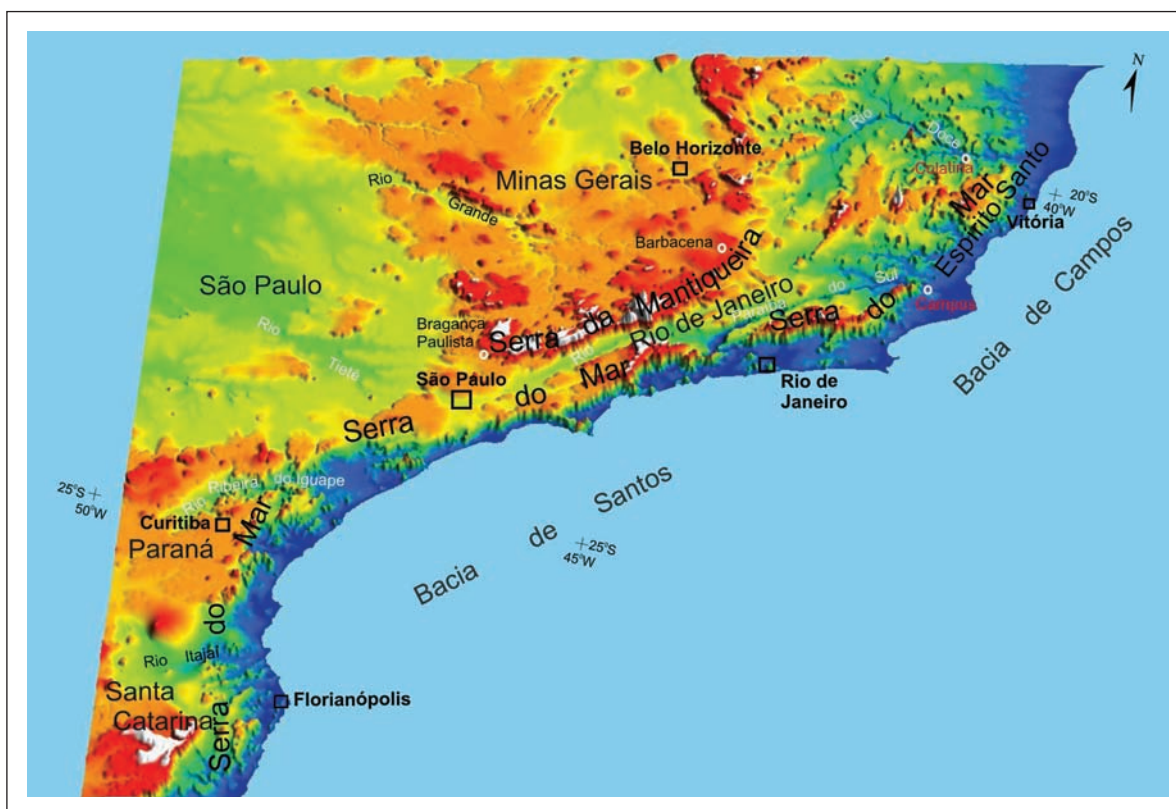 N
Rio Doce
Belo Horizonte
Colatina
Minas Gerais
Rio
Grande
Mar
Espírito Santo
20°S
40°W
Vitória
Barbacena
São Paulo
Serra da Mantiqueira
Rio de Janeiro
Rio Paraíba do Sul
Campus
Serra do
Bacia de Campos
Bragança
Paulista
Rio
Tietê
São Paulo
Serra do Mar
Rio de
Janeiro
25°S
50°W
Rio Ribeira do Iguape
Curitiba
Paraná
Bacia de Santos
25°S
45°W
Rio Itajaí
Santa
Catarina
Serra do Mar
Florianópolis